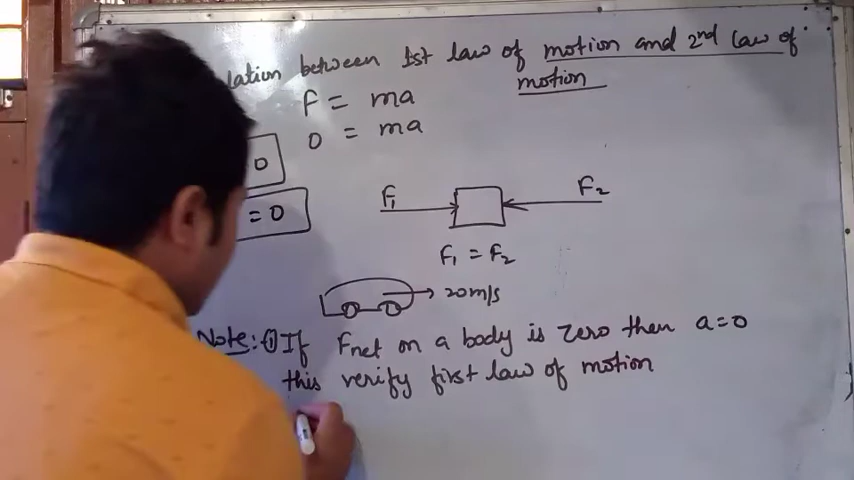 lation between 1st law of motion and 2nd law of
motion
F = ma
0 = ma
0
= 0
F₁ F₂
F₁ = F₂
20m/s
Note:- ① If Fnet on a body is zero then a=0
this verify first law of motion